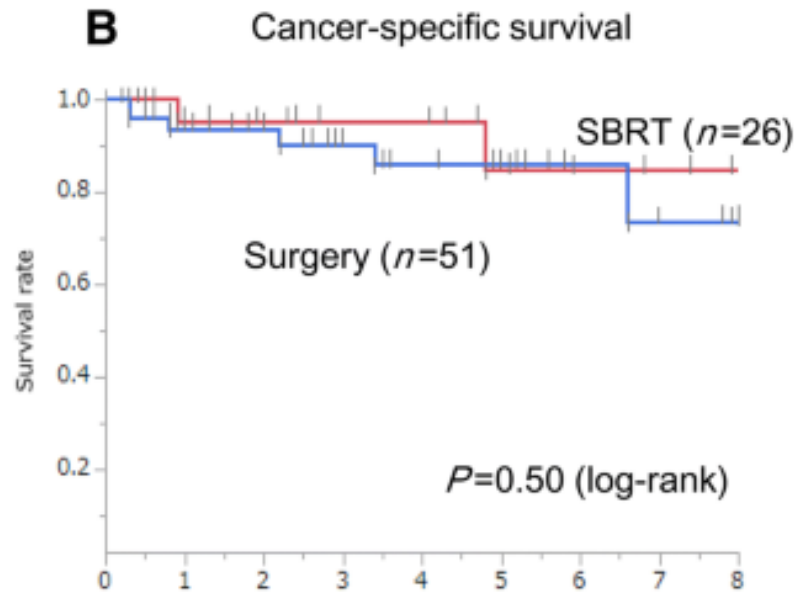 B
Cancer-specific survival
1.0
SBRT (n=26)
0.8
Surgery (n=51)
0.6
Survival rate
0.4
0.2
P=0.50 (log-rank)
0 1 2 3 4 5 6 7 8